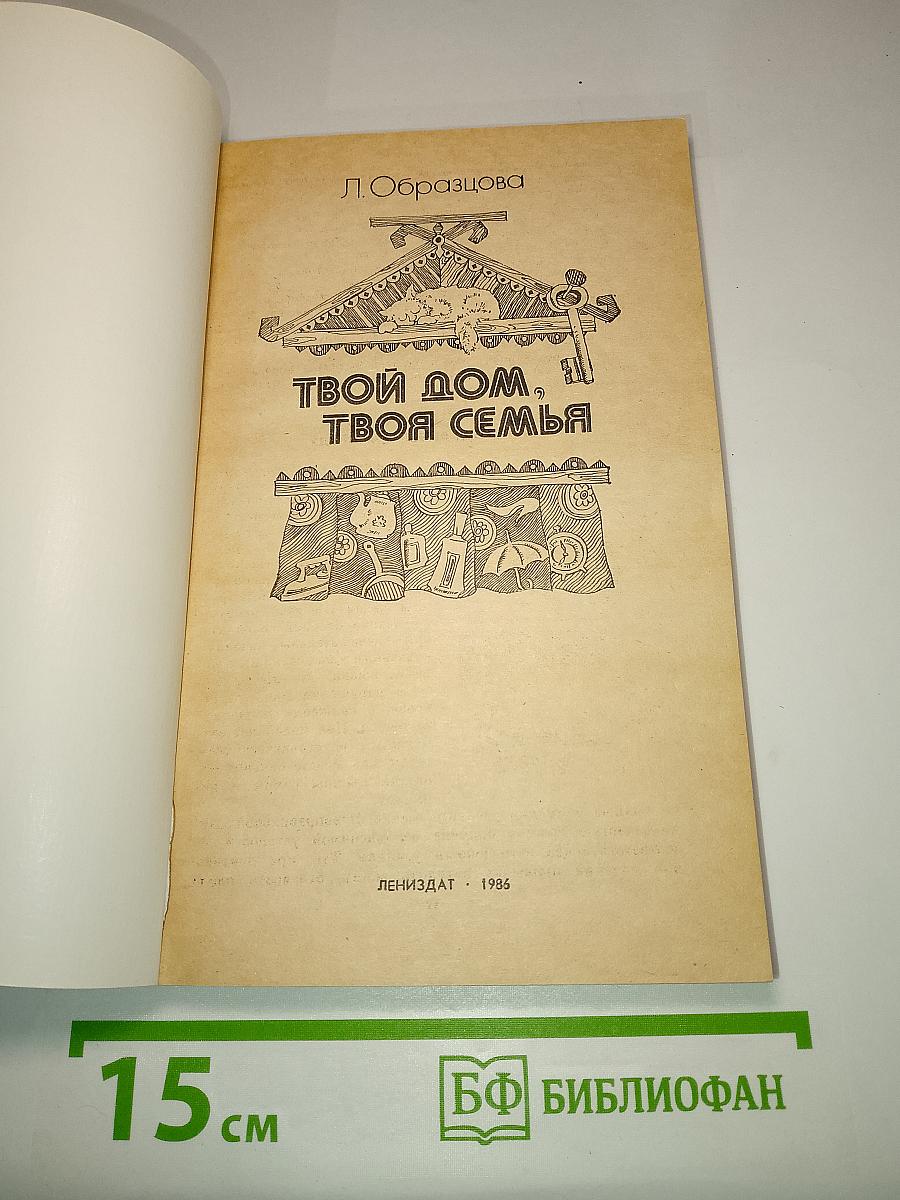 Л. Образцова
ТВОЙ ДОМ,
ТВОЯ СЕМЬЯ
ЛЕНИЗДАТ · 1986
15 см
БФ БИБЛИОФАН